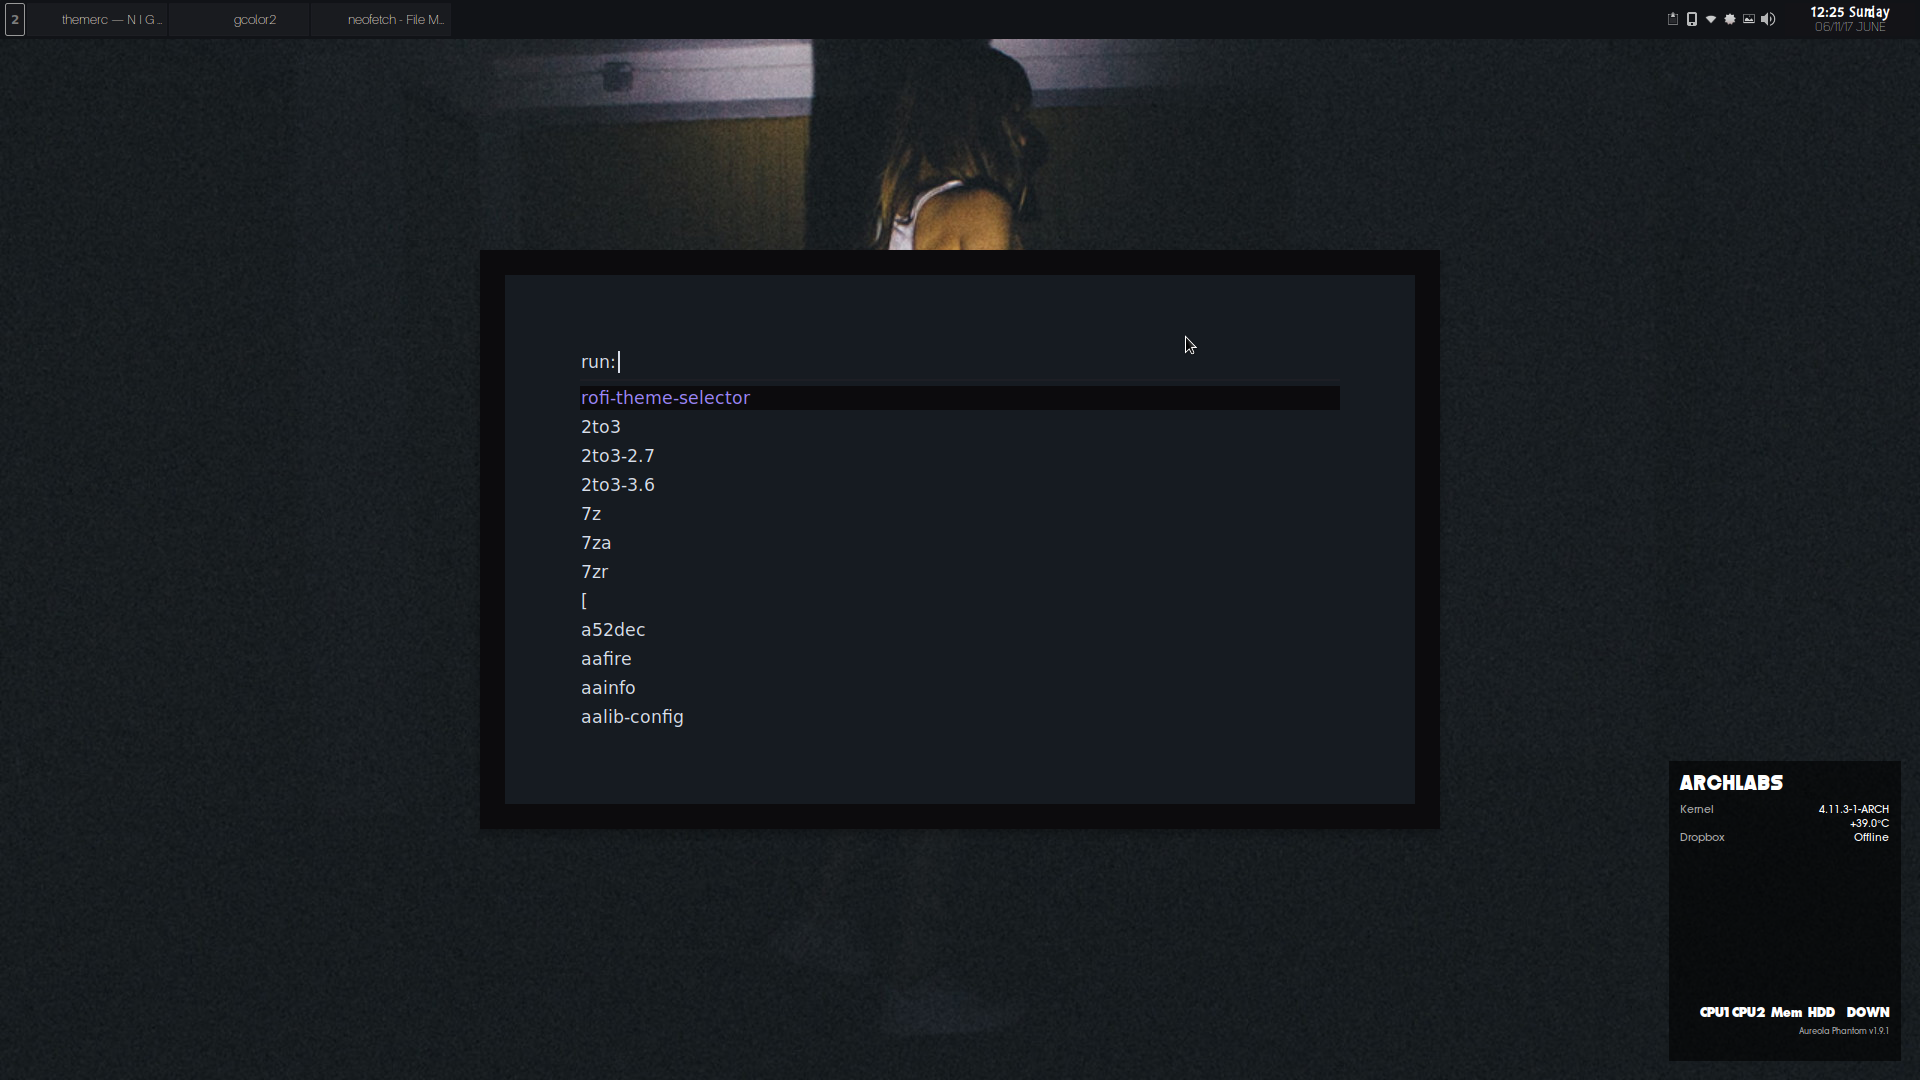 2
themerc — N I G ...
gcolor2
neofetch - File M...
12:25 Sunday
06/11/17 JUNE
run:
rofi-theme-selector
2to3
2to3-2.7
2to3-3.6
7z
7za
7zr
[
a52dec
aafire
aainfo
aalib-config
ARCHLABS
Kernel 4.11.3-1-ARCH
+39.0°C
Dropbox Offline
CPU1 CPU2 Mem HDD DOWN
Aureola Phantom v1.9.1